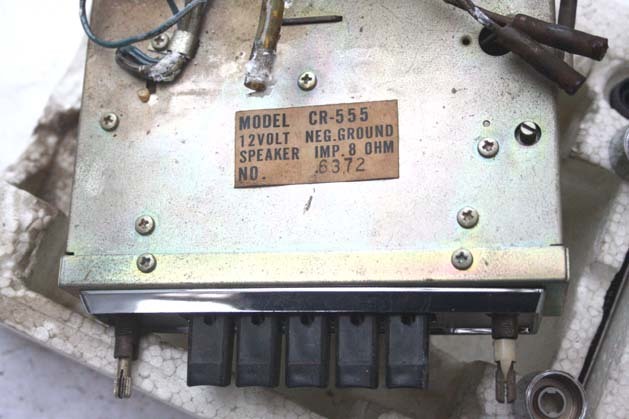 MODEL CR-555
12VOLT NEG.GROUND
SPEAKER IMP. 8 OHM
NO. .6372